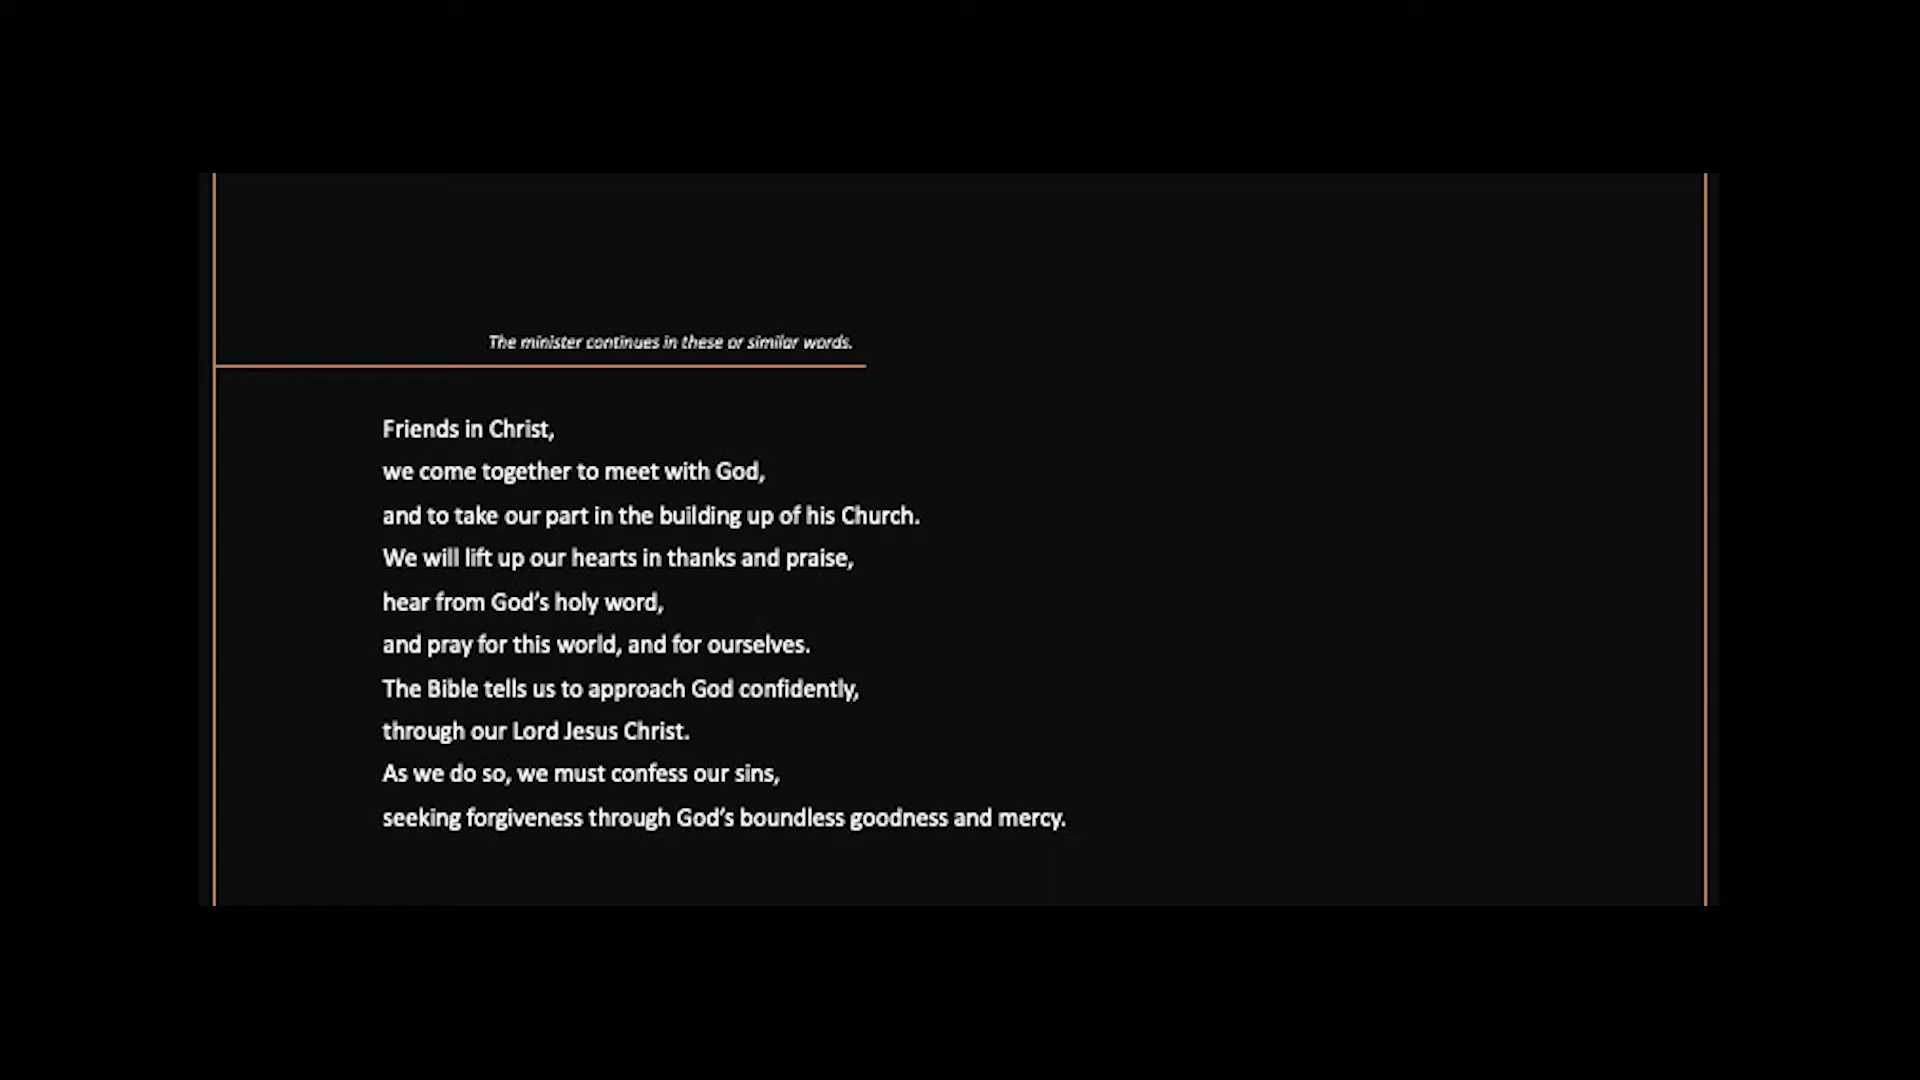 The minister continues in these or similar words.
Friends in Christ,
we come together to meet with God,
and to take our part in the building up of his Church.
We will lift up our hearts in thanks and praise,
hear from God’s holy word,
and pray for this world, and for ourselves.
The Bible tells us to approach God confidently,
through our Lord Jesus Christ.
As we do so, we must confess our sins,
seeking forgiveness through God’s boundless goodness and mercy.